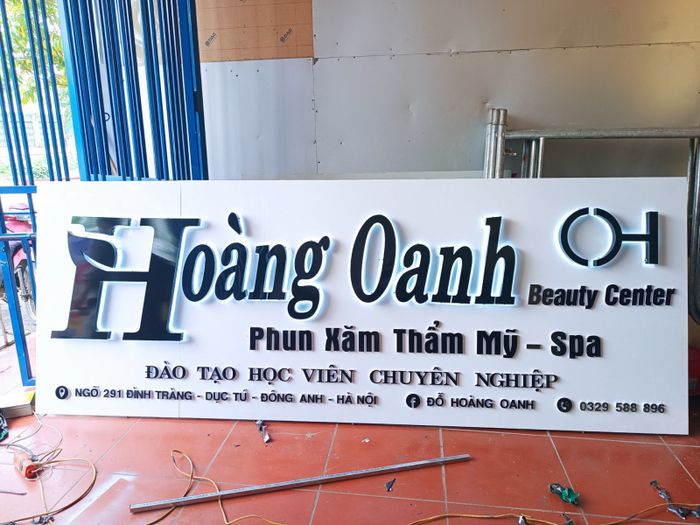 Hoàng Oanh
OH
Beauty Center
Phun Xăm Thẩm Mỹ – Spa
ĐÀO TẠO HỌC VIÊN CHUYÊN NGHIỆP
NGÕ 291 ĐÌNH TRÀNG - DỤC TÚ - ĐÔNG ANH - HÀ NỘI
ĐỖ HOÀNG OANH
0329 588 896